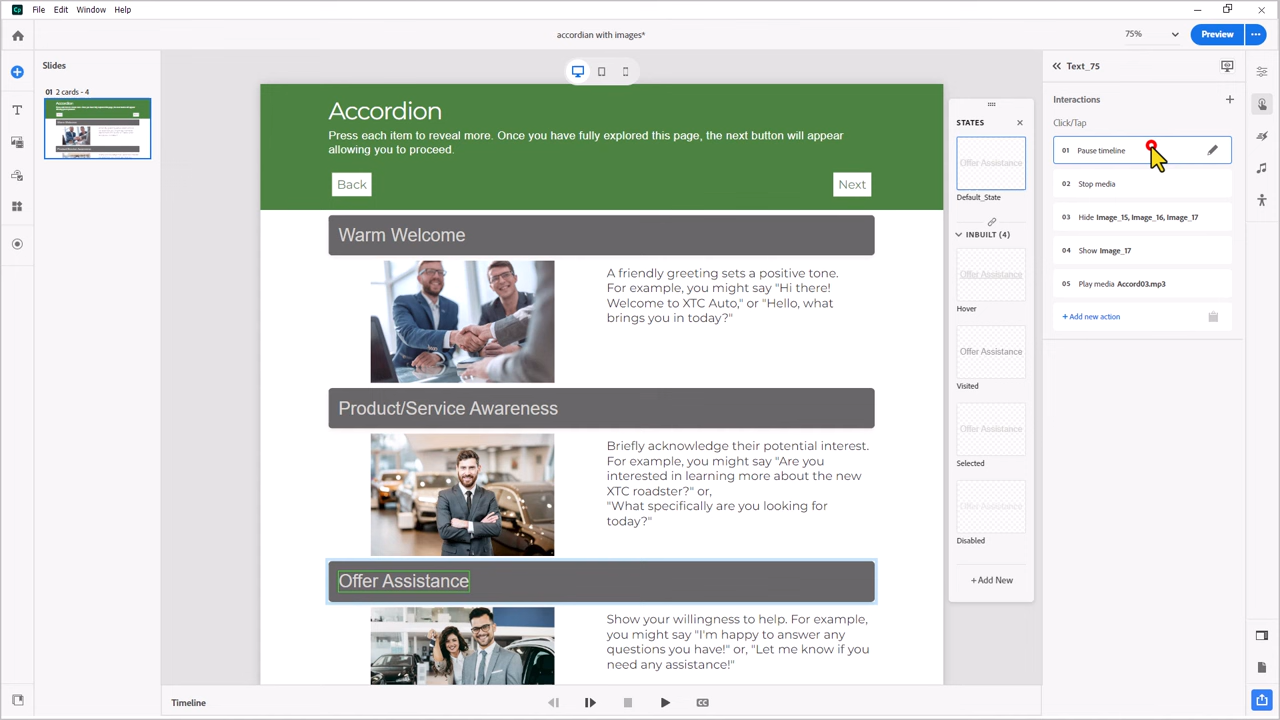 Cp File Edit Window Help
accordian with images*
75%
Preview
Slides
01 2 cards - 4
Accordion
Press each item to reveal more. Once you have fully explored this page, the next button will appear
allowing you to proceed.
Back
Next
Warm Welcome
A friendly greeting sets a positive tone.
For example, you might say "Hi there!
Welcome to XTC Auto," or "Hello, what
brings you in today?"
Product/Service Awareness
Briefly acknowledge their potential interest.
For example, you might say "Are you
interested in learning more about the new
XTC roadster?" or,
"What specifically are you looking for
today?"
Offer Assistance
Show your willingness to help. For example,
you might say "I'm happy to answer any
questions you have!" or, "Let me know if you
need any assistance!"
STATES
Offer Assistance
Default_State
INBUILT (4)
Offer Assistance
Hover
Offer Assistance
Visited
Offer Assistance
Selected
Offer Assistance
Disabled
+ Add New
Text_75
Interactions
Click/Tap
01 Pause timeline
02 Stop media
03 Hide Image_15, Image_16, Image_17
04 Show Image_17
05 Play media Accord03.mp3
+ Add new action
Timeline
CC